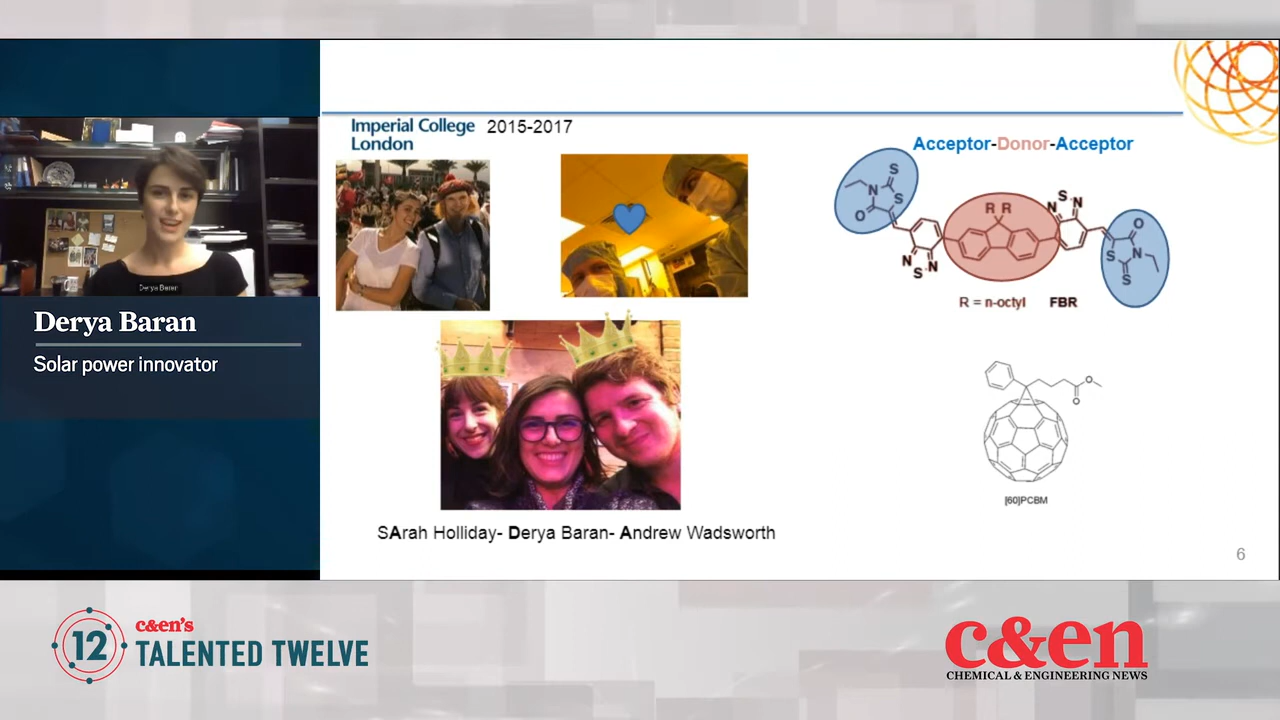 Derya Baran
Derya Baran
Solar power innovator
Imperial College
London
2015-2017
Acceptor-Donor-Acceptor
S
N
S
O
N
S
N
R R
S
N
N
O
N
S
S
R = n-octyl FBR
O
O
[60]PCBM
SArah Holliday- Derya Baran- Andrew Wadsworth
6
12
c&en's
TALENTED TWELVE
c&en
CHEMICAL & ENGINEERING NEWS